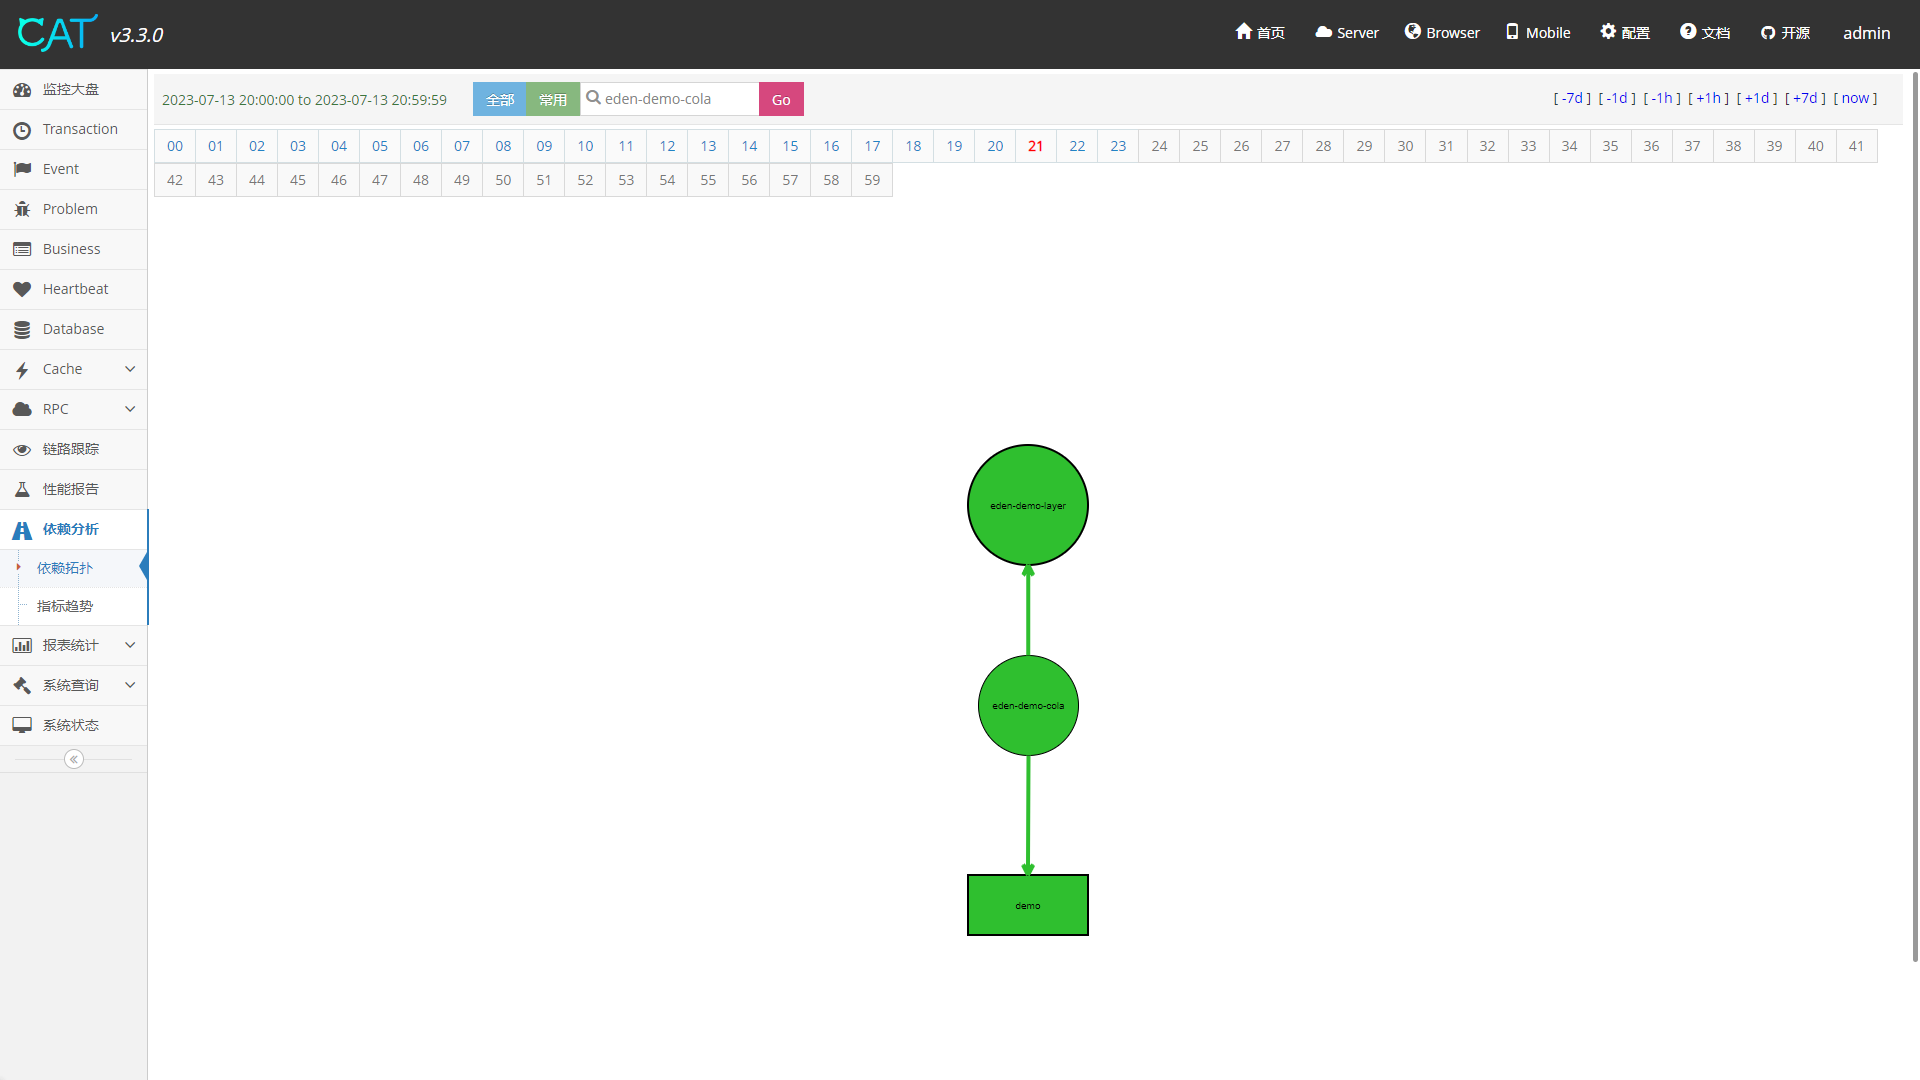 CAT v3.3.0
首页 Server Browser Mobile 配置 文档 开源 admin
监控大盘
Transaction
Event
Problem
Business
Heartbeat
Database
Cache
RPC
链路跟踪
性能报告
依赖分析
依赖拓扑
指标趋势
报表统计
系统查询
系统状态
2023-07-13 20:00:00 to 2023-07-13 20:59:59 全部 常用 eden-demo-cola Go [ -7d ] [ -1d ] [ -1h ] [ +1h ] [ +1d ] [ +7d ] [ now ]
00 01 02 03 04 05 06 07 08 09 10 11 12 13 14 15 16 17 18 19 20 21 22 23 24 25 26 27 28 29 30 31 32 33 34 35 36 37 38 39 40 41
42 43 44 45 46 47 48 49 50 51 52 53 54 55 56 57 58 59
eden-demo-layer
eden-demo-cola
demo